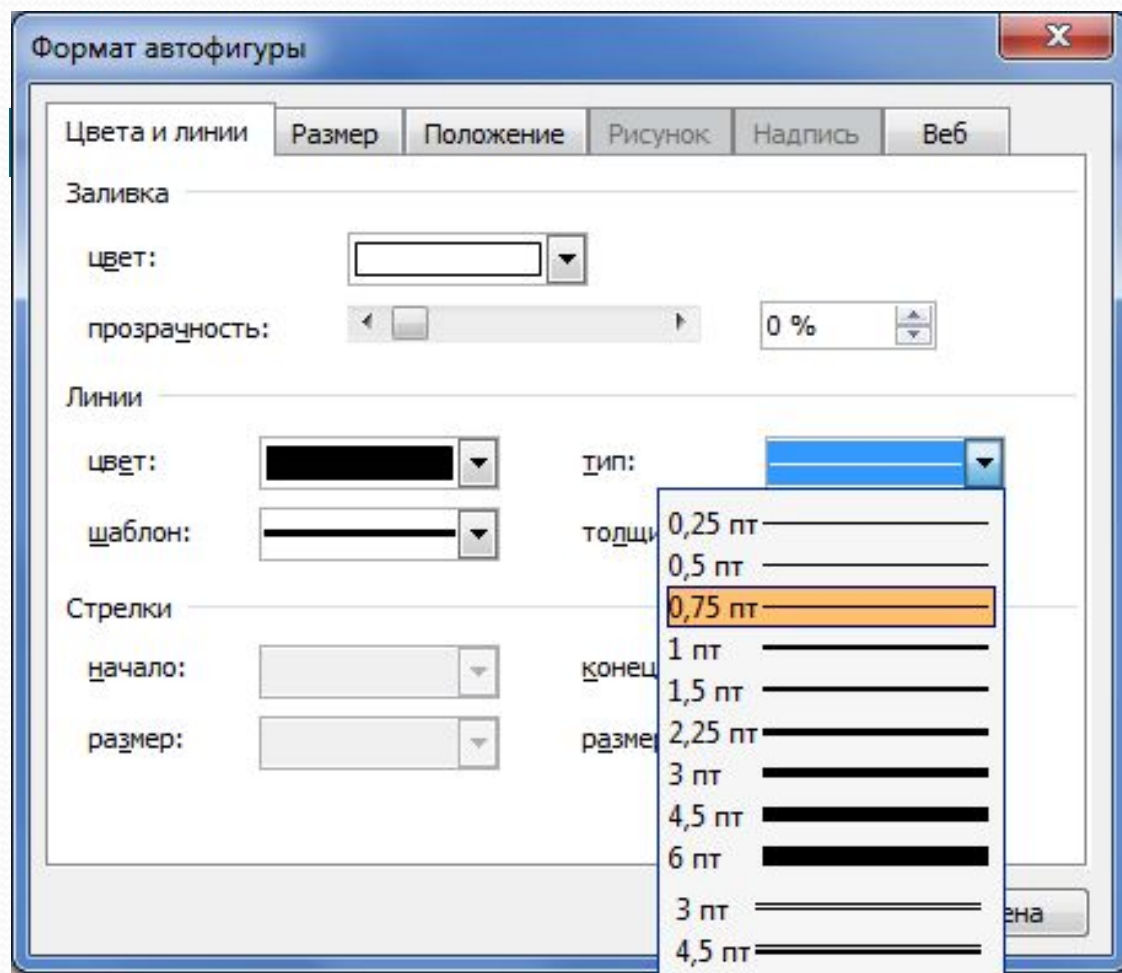 Формат автофигуры
Цвета и линии Размер Положение Рисунок Надпись Веб
Заливка
цвет:
прозрачность: 0 %
Линии
цвет: тип:
шаблон: толщи
0,25 пт
0,5 пт
Стрелки 0,75 пт
начало: конец 1 пт
1,5 пт
размер: размер 2,25 пт
3 пт
4,5 пт
6 пт
3 пт ена
4,5 пт